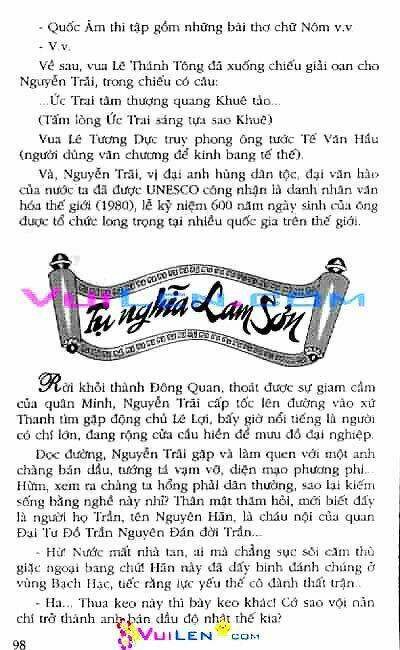 - Quốc Âm thi tập gồm những bài thơ chữ Nôm v.v
- V.v.
Về sau, vua Lê Thánh Tông đã xuống chiếu giải oan cho
Nguyễn Trãi, trong chiếu có câu:
...Ức Trai tâm thượng quang Khuê tảo...
(Tấm lòng Ức Trai sáng tựa sao Khuê)
Vua Lê Tương Dực truy phong ông tước Tế Văn Hầu
(người dùng văn chương để kinh bang tế thế).
Và, Nguyễn Trãi, vị đại anh hùng dân tộc, đại văn hào
của nước ta đã được UNESCO công nhận là danh nhân văn
hóa thế giới (1980), lễ kỷ niệm 600 năm ngày sinh của ông
được tổ chức long trọng tại nhiều quốc gia trên thế giới.
VUILEN.com
Tụ nghĩa Lam Sơn
Rời khỏi thành Đông Quan, thoát được sự giam cầm
của quân Minh, Nguyễn Trãi cấp tốc lên đường vào xứ
Thanh tìm gặp động chủ Lê Lợi, bấy giờ nổi tiếng là người
có chí lớn, đang rộng cửa cầu hiền để mưu đồ đại nghiệp.
Dọc đường, Nguyễn Trãi gặp và làm quen với một anh
chàng bán dầu, tướng tá vạm vỡ, diện mạo phương phi...
Hừm, xem ra chàng ta hổng phải dân thường, sao lại kiếm
sống bằng nghề này nhỉ? Thân mật thăm hỏi, mới biết đấy
là người họ Trần, tên Nguyên Hãn, là cháu nội của quan
Đại Tư Đồ Trần Nguyên Đán đời Trần...
- Hừ! Nước mất nhà tan, ai mà chẳng sục sôi căm thù
giặc ngoại bang chứ! Hãn này đã dấy binh đánh chúng ở
vùng Bạch Hạc, tiếc rằng lực yếu thế cô đành thất trận..
- Ha... Thua keo này thì bày keo khác! Cớ sao vội nản
chí trở thành anh bán dầu độ nhật thế kia?
98
VUILEN.COM